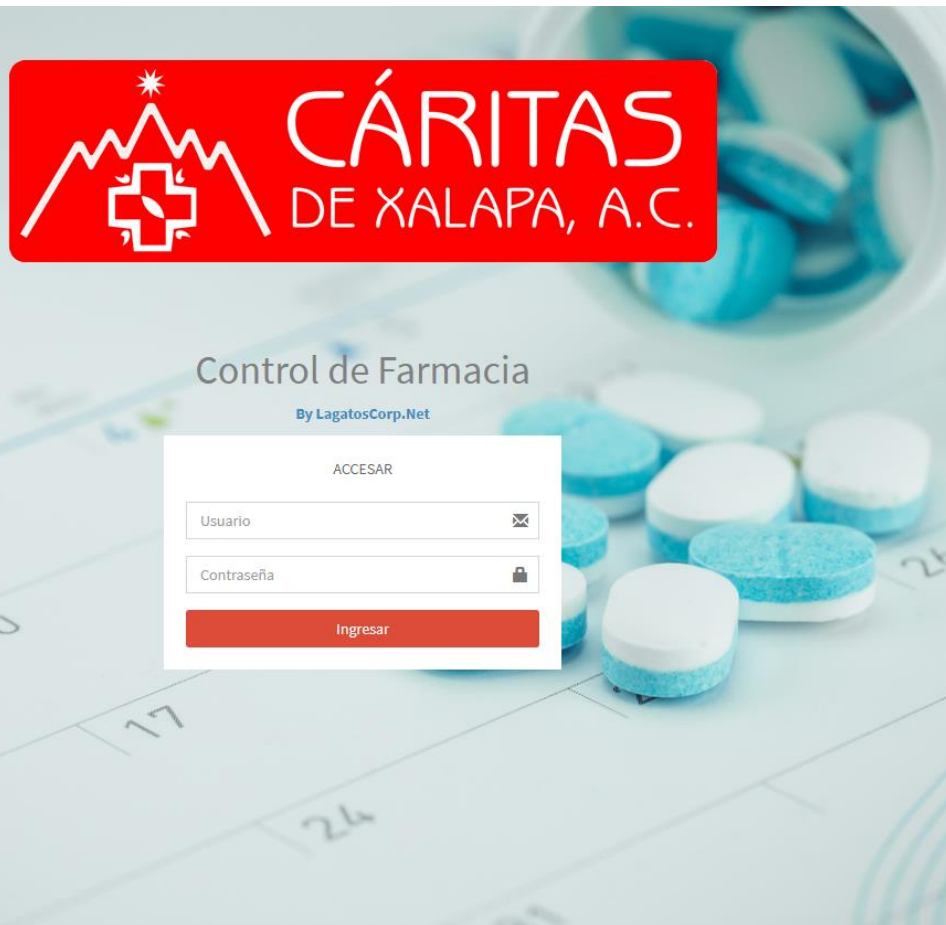 CÁRITAS
DE XALAPA, A.C.
Control de Farmacia
By LagatosCorp.Net
ACCESAR
Usuario
Contraseña
Ingresar
17
24